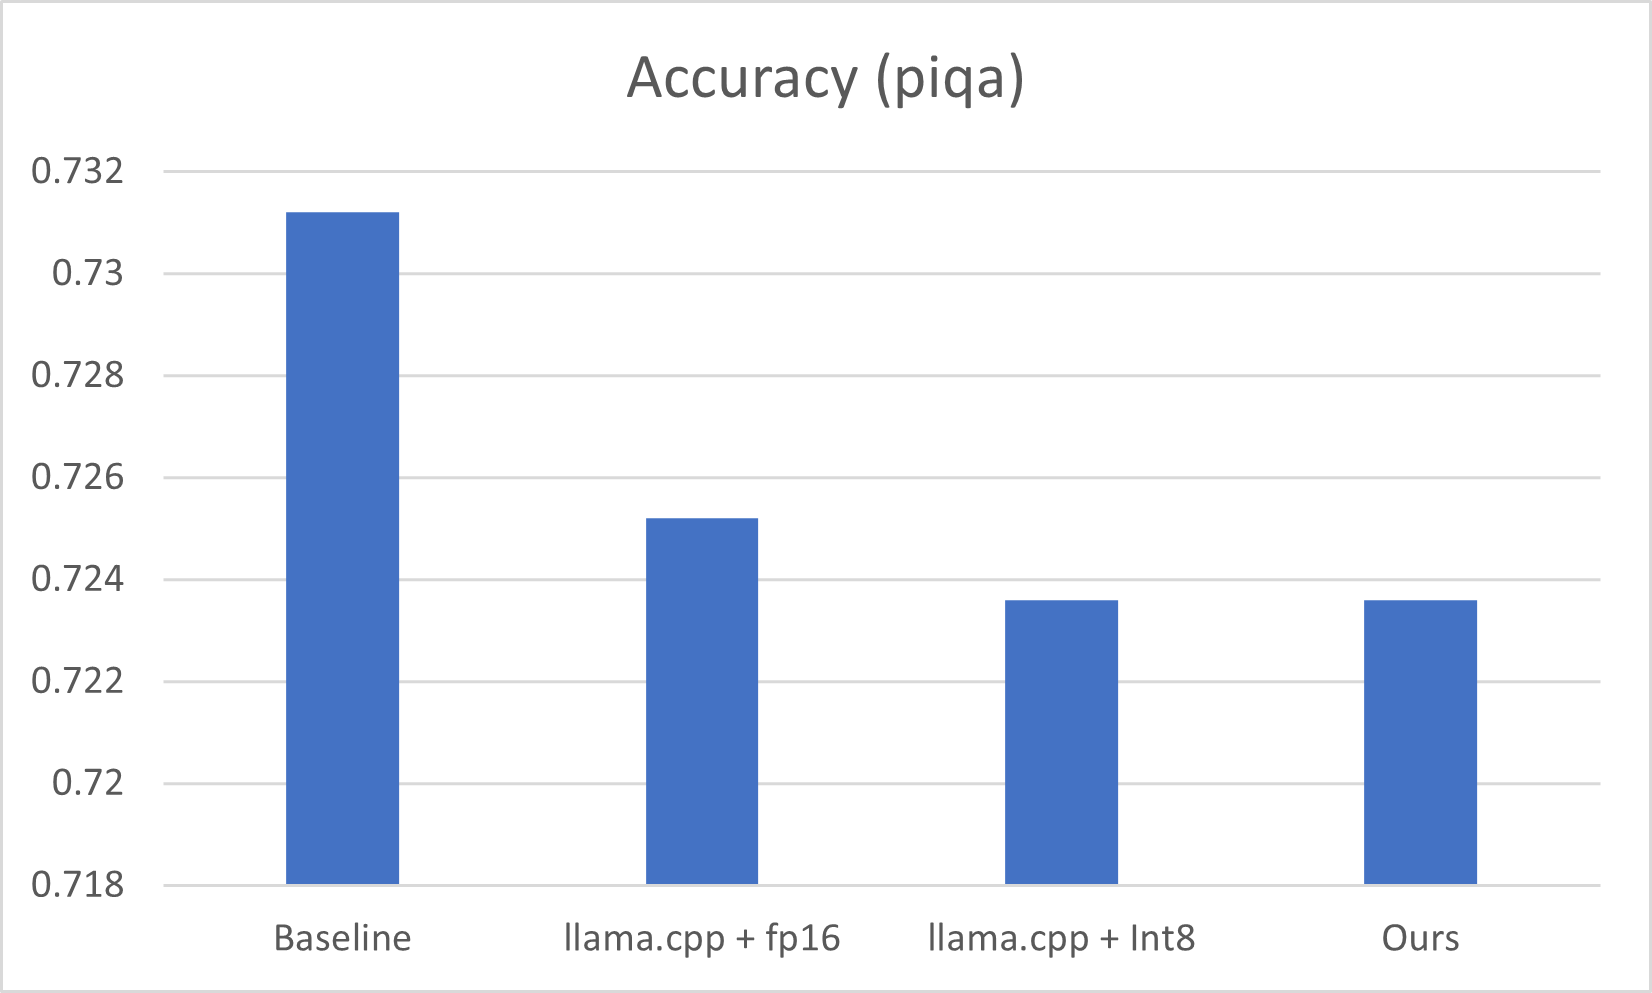 Accuracy (piqa)
0.732
0.73
0.728
0.726
0.724
0.722
0.72
0.718
Baseline
llama.cpp + fp16
llama.cpp + Int8
Ours